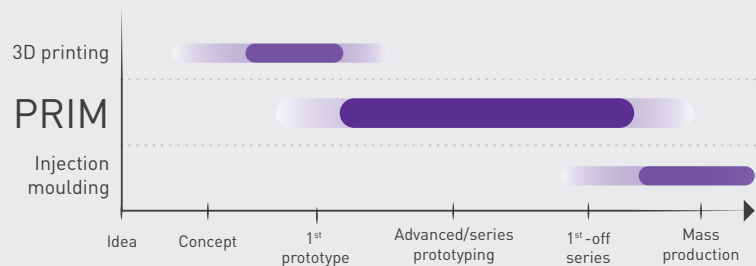 3D printing
PRIM
Injection
moulding
Idea
Concept
1st
prototype
Advanced/series
prototyping
1st-off
series
Mass
production